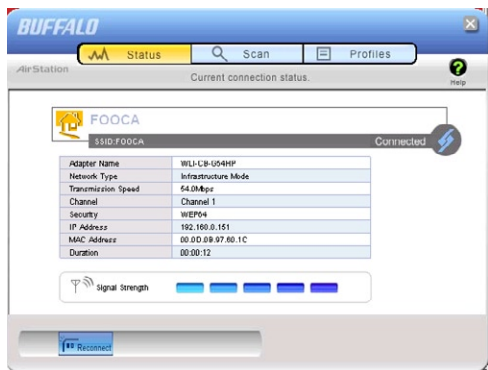 BUFFALO
Status
Scan
Profiles
AirStation
Current connection status.
Help
FOOCA
SSID:FOOCA
Connected
Adapter Name WLI-CB-G54HP
Network Type Infrastructure Mode
Transmission Speed 54.0Mbps
Channel Channel 1
Security WEP64
IP Address 192.160.0.151
MAC Address 00.0D.0B.97.60.1C
Duration 00:00:12
Signal Strength
Reconnect